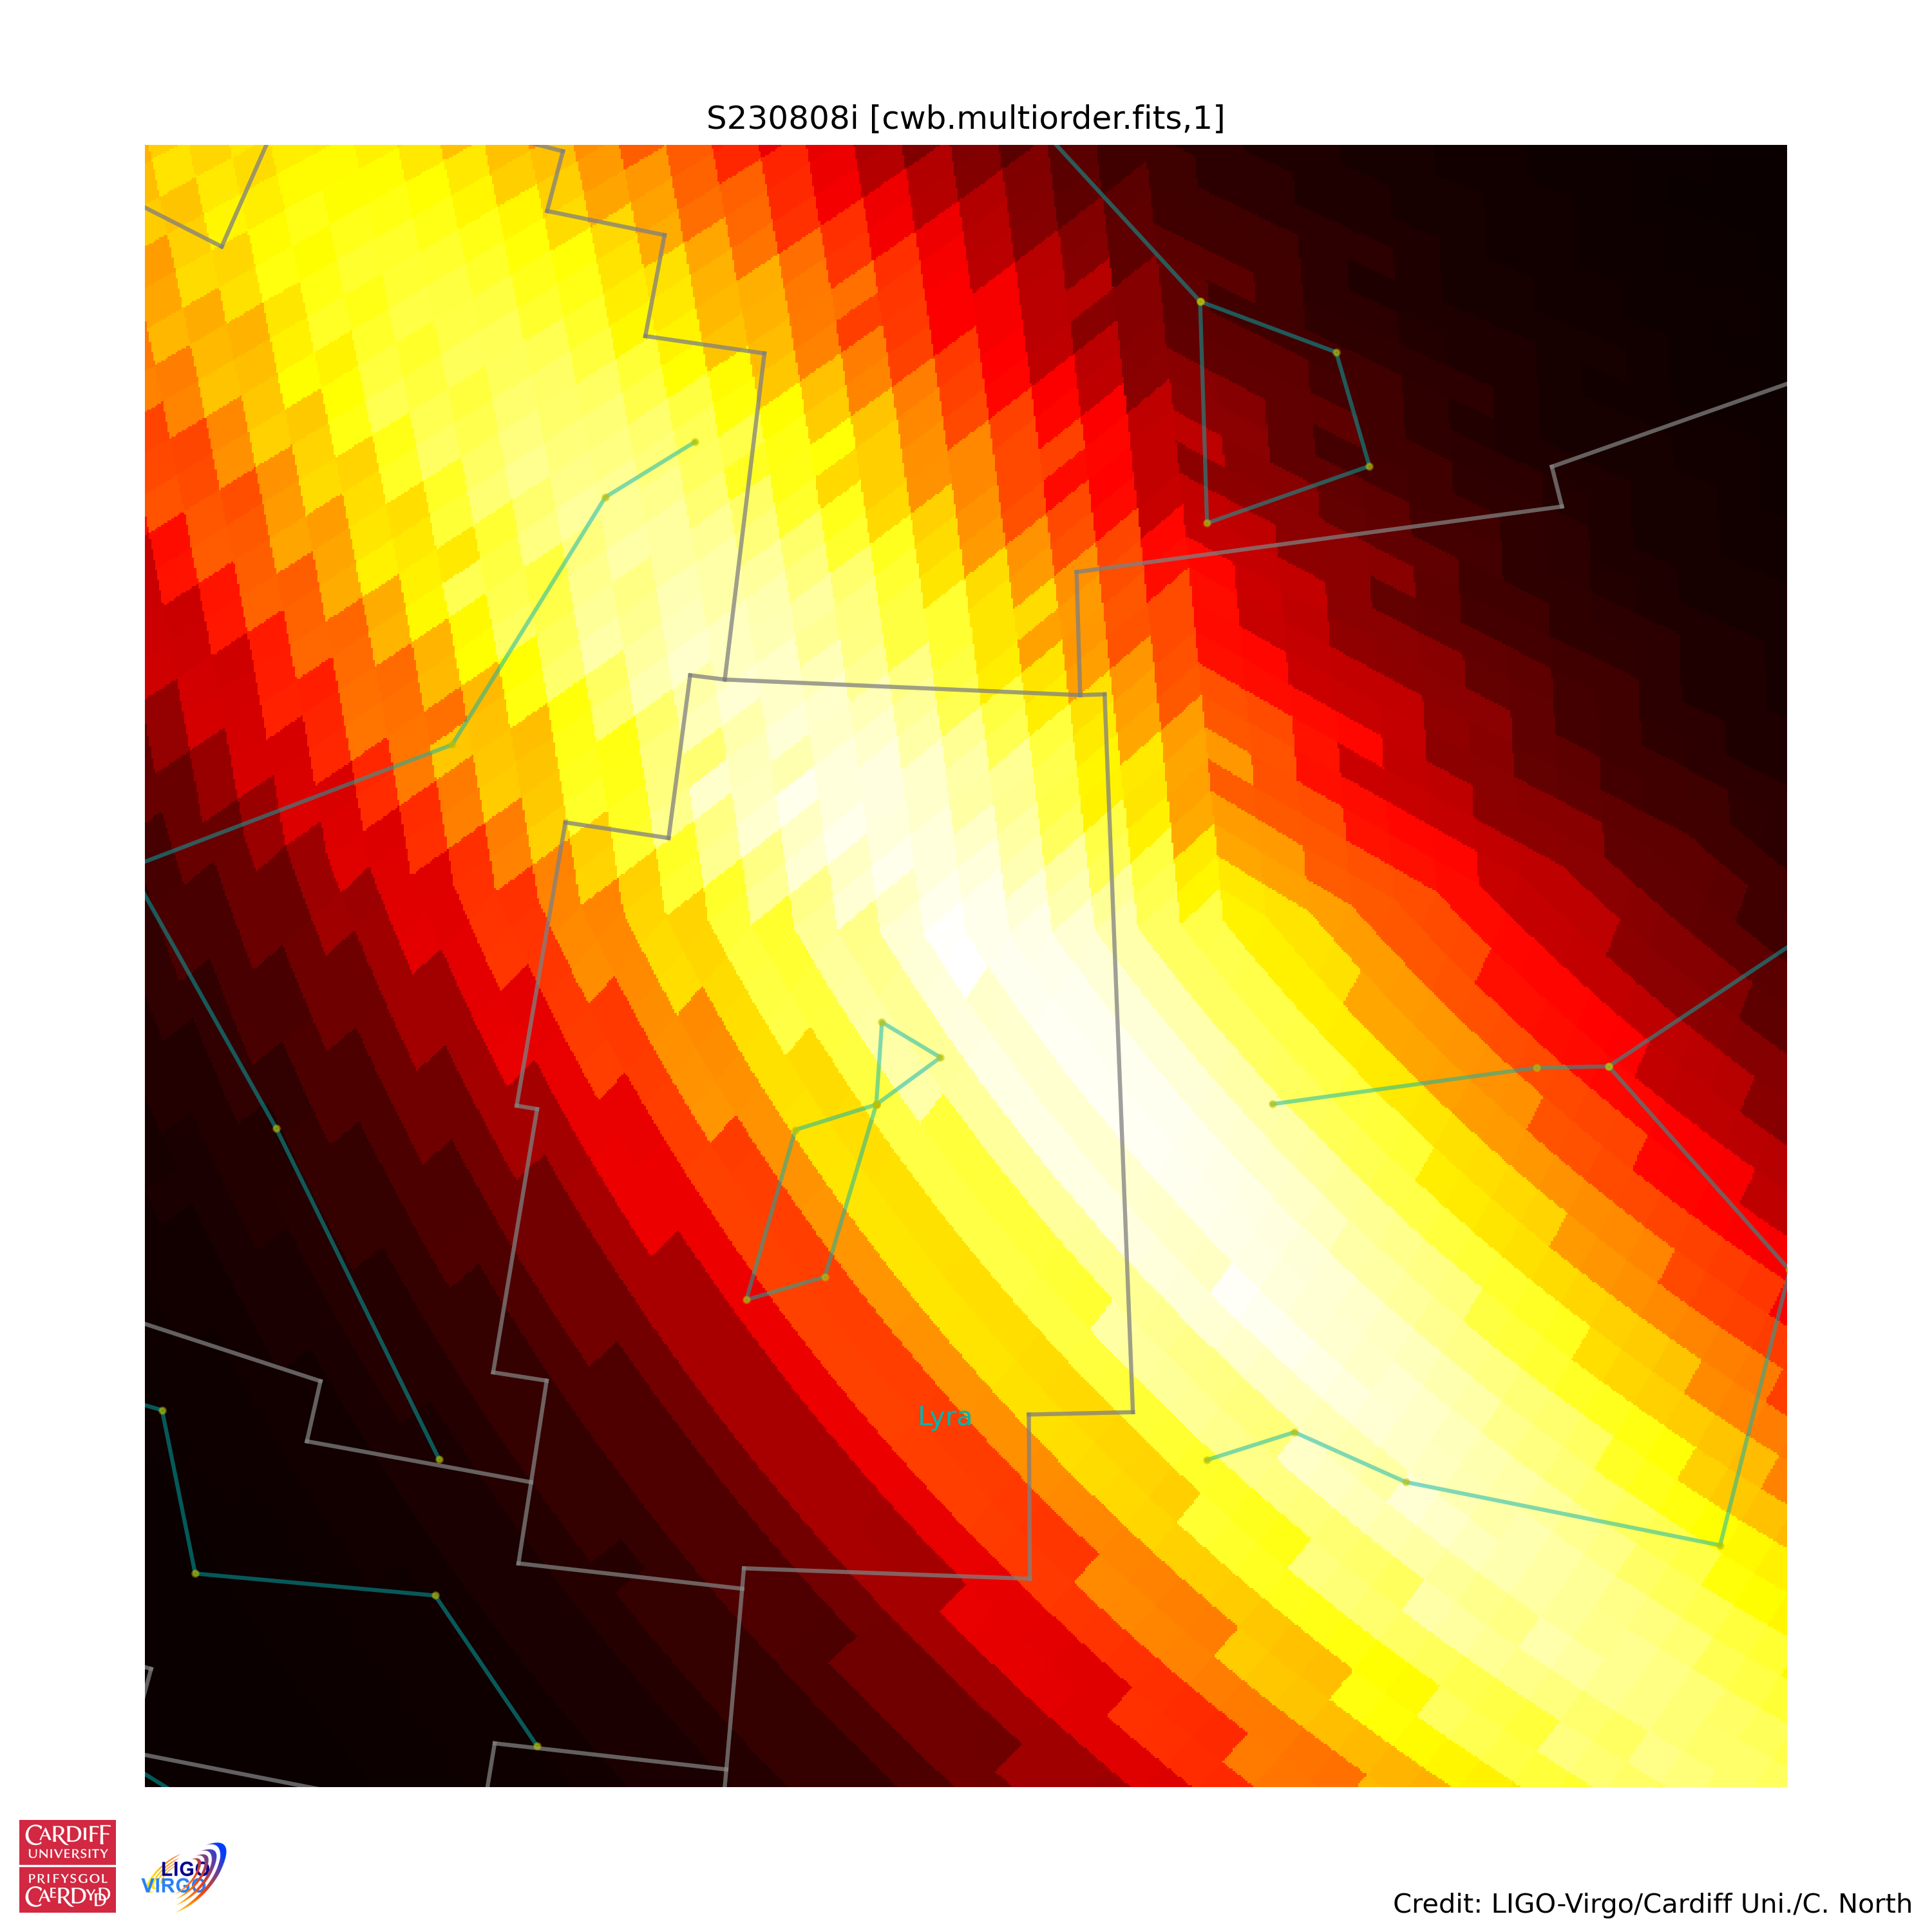 S230808i [cwb.multiorder.fits,1]
Lyra
CARDIFF
UNIVERSITY
PRIFYSGOL
CAERDYDD
LIGO
VIRGO
Credit: LIGO-Virgo/Cardiff Uni./C. North